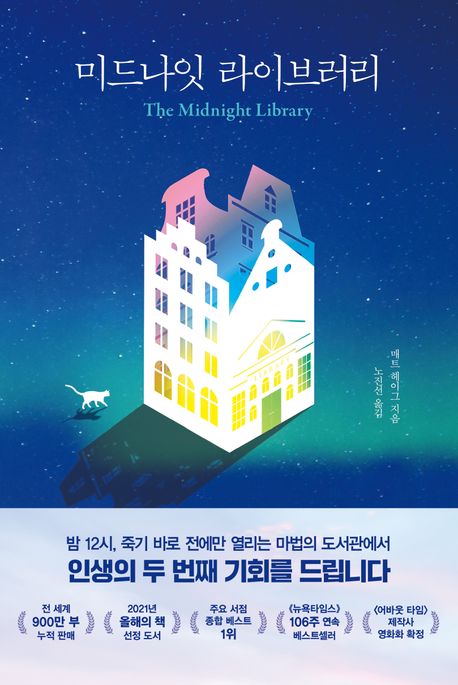 미드나잇 라이브러리
The Midnight Library
매트 헤이그 지음
노진선 옮김
밤 12시, 죽기 바로 전에만 열리는 마법의 도서관에서
인생의 두 번째 기회를 드립니다
전 세계
900만 부
누적 판매
2021년
올해의 책
선정 도서
주요 서점
종합 베스트
1위
《뉴욕타임스》
106주 연속
베스트셀러
〈어바웃 타임〉
제작사
영화화 확정